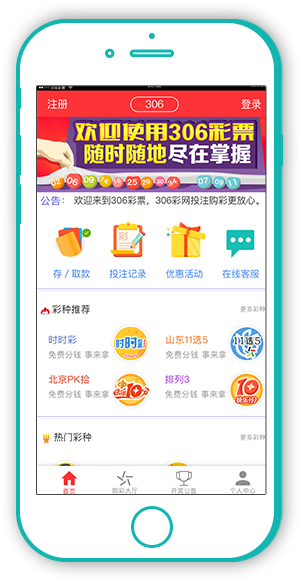 注册 306 登录
欢迎使用306彩票
随时随地尽在掌握
公告： 欢迎来到306彩票，306彩网投注购彩更放心。
存 / 取款 投注记录 优惠活动 在线客服
彩种推荐 更多彩种
时时彩 山东11选5
免费分钱 事来拿 免费分钱 事来拿
时时彩 11选5
北京PK拾 排列3
免费分钱 事来拿 免费分钱 事来拿
快乐十分 快乐十分
热门彩种 更多彩种
首页 购彩大厅 开奖公告 个人中心